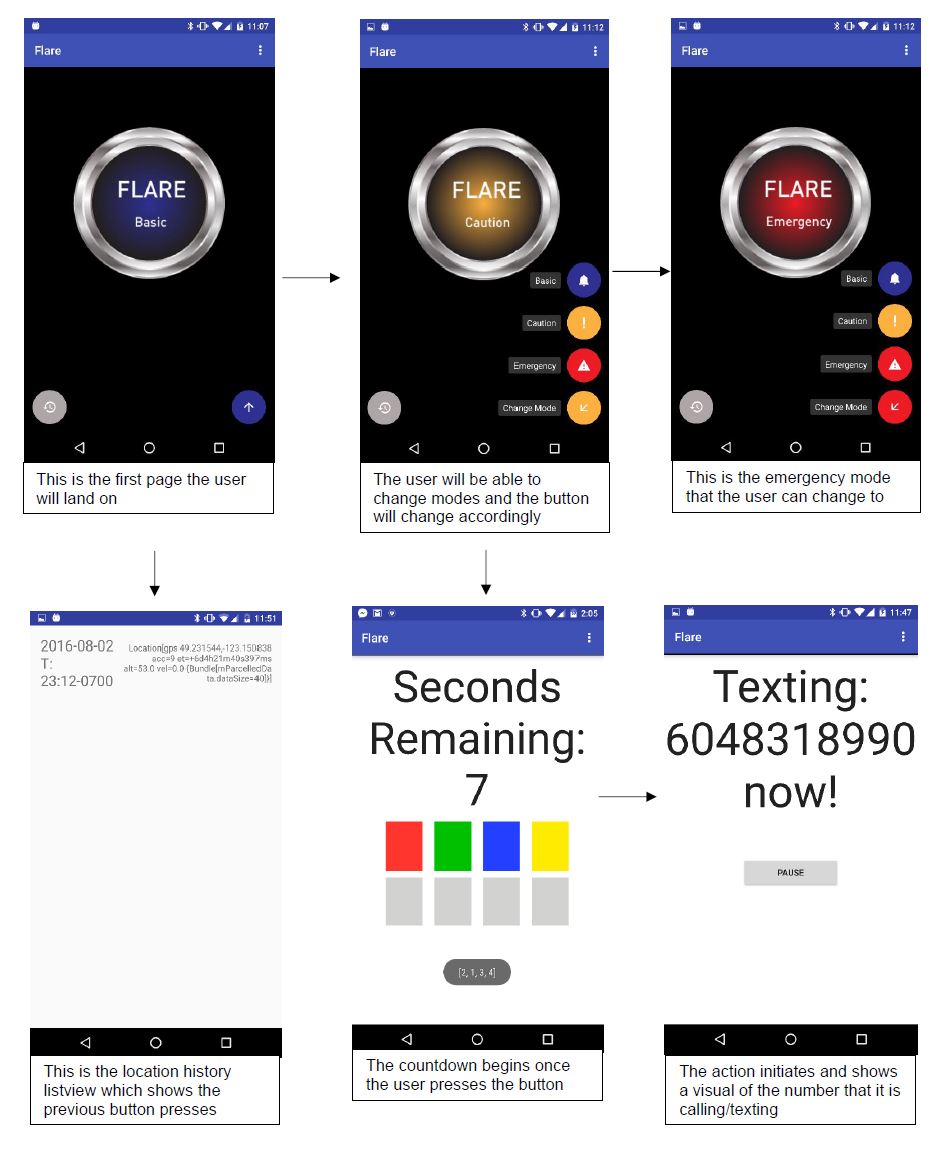 11:07
Flare
FLARE
Basic
This is the first page the user
will land on
11:12
Flare
FLARE
Caution
Basic
Caution
Emergency
Change Mode
The user will be able to
change modes and the button
will change accordingly
11:12
Flare
FLARE
Emergency
Basic
Caution
Emergency
Change Mode
This is the emergency mode
that the user can change to
11:51
2016-08-02
T:
23:12-0700
Location[gps 49.231544,-123.150838
acc=9 et=+6d4h21m40s397ms
alt=53.0 vel=0.0 {Bundle[mParcelledDa
ta.dataSize=40]}]
This is the location history
listview which shows the
previous button presses
2:05
Flare
Seconds
Remaining:
7
[2, 1, 3, 4]
The countdown begins once
the user presses the button
11:47
Flare
Texting:
6048318990
now!
PAUSE
The action initiates and shows
a visual of the number that it is
calling/texting